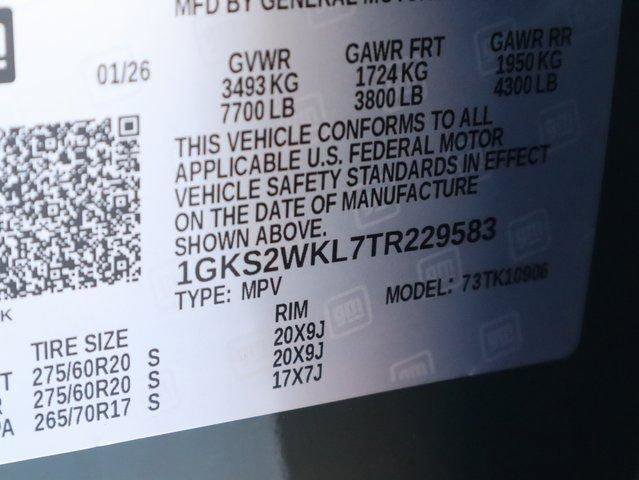 MFD BY GENERAL MOTOR
01/26
GVWR GAWR FRT GAWR RR
3493 KG 1724 KG 1950 KG
7700 LB 3800 LB 4300 LB
THIS VEHICLE CONFORMS TO ALL
APPLICABLE U.S. FEDERAL MOTOR
VEHICLE SAFETY STANDARDS IN EFFECT
ON THE DATE OF MANUFACTURE
SHOWN ABOVE.
1GKS2WKL7TR229583
TYPE: MPV MODEL: 73TK10906
K
TIRE SIZE RIM
T 275/60R20 S 20X9J
R 275/60R20 S 20X9J
PA 265/70R17 S 17X7J
gm